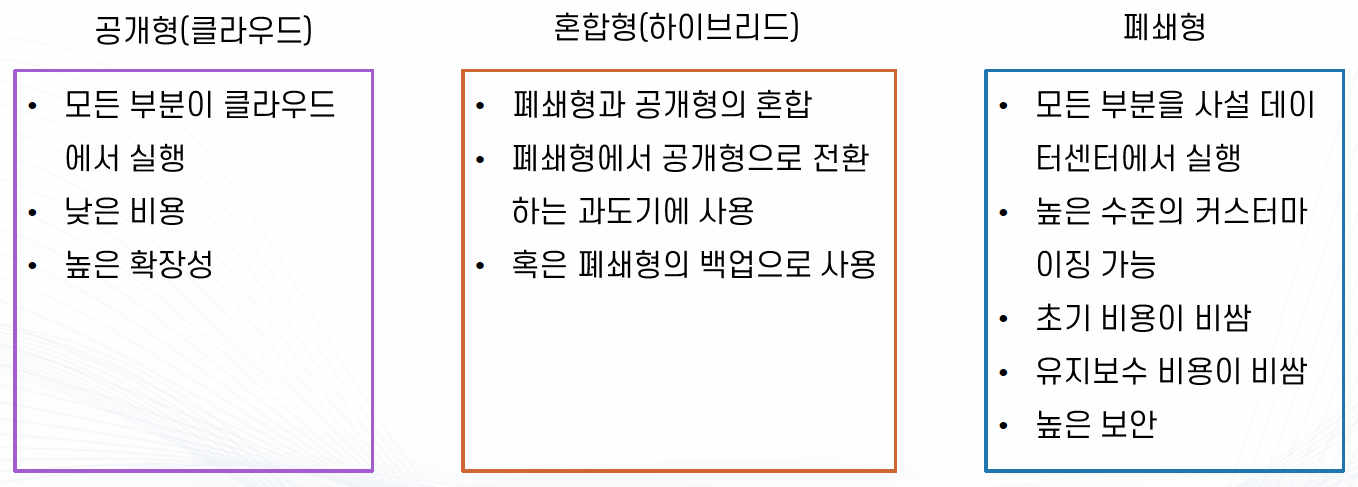 공개형(클라우드)
• 모든 부분이 클라우드
에서 실행
• 낮은 비용
• 높은 확장성
혼합형(하이브리드)
• 폐쇄형과 공개형의 혼합
• 폐쇄형에서 공개형으로 전환
하는 과도기에 사용
• 혹은 폐쇄형의 백업으로 사용
폐쇄형
• 모든 부분을 사설 데이
터센터에서 실행
• 높은 수준의 커스터마
이징 가능
• 초기 비용이 비쌈
• 유지보수 비용이 비쌈
• 높은 보안